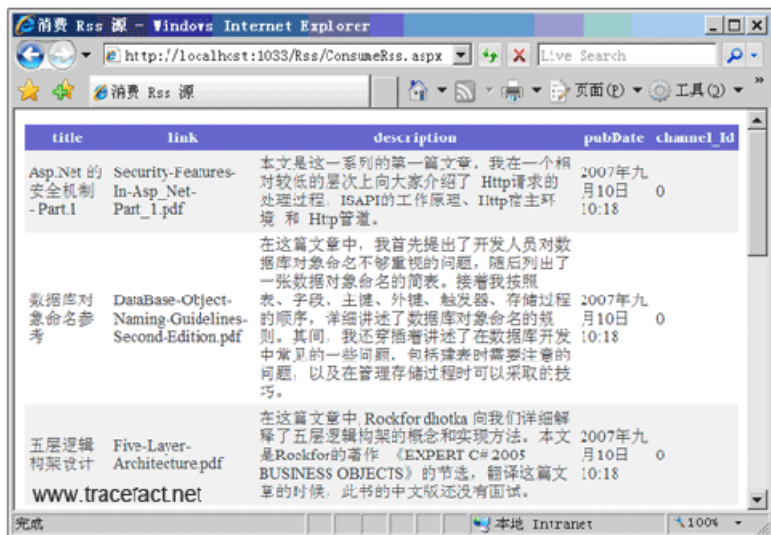 消费 Rss 源 - Windows Internet Explorer
http://localhost:1033/Rss/ConsumeRss.aspx
Live Search
消费 Rss 源
页面(P)
工具(O)
»
title link description pubDate channel_Id
Asp.Net 的
安全机制
- Part.1
Security-Features-
In-Asp_Net-
Part_1.pdf
本文是这一系列的第一篇文章，我在一个相
对较低的层次上向大家介绍了 Http请求的
处理过程：ISAPI的工作原理、Http宿主环
境 和 Http管道。
2007年九
月10日
10:18
0
数据库对
象命名参
考
DataBase-Object-
Naming-Guidelines-
Second-Edition.pdf
在这篇文章中，我首先提出了开发人员对数
据库对象命名不够重视的问题，随后列出了
一张数据对象命名的简表。接着我按照
表、字段、主键、外键、触发器、存储过程
的顺序，详细讲述了数据库对象命名的规
则。其间，我还穿插着讲述了在数据库开发
中常见的一些问题，包括建表时需要注意的
问题，以及在管理存储过程时可以采取的技
巧。
2007年九
月10日
10:18
0
五层逻辑
构架设计
Five-Layer-
Architecture.pdf
在这篇文章中, Rockfor dhotka 向我们详细解
释了五层逻辑构架的概念和实现方法。本文
是Rockfor的著作 《EXPERT C# 2005
BUSINESS OBJECTS》的节选，翻译这篇文
章的时候，此书的中文版还没有面试。
2007年九
月10日
10:18
0
www.tracefact.net
完成
本地 Intranet
100%